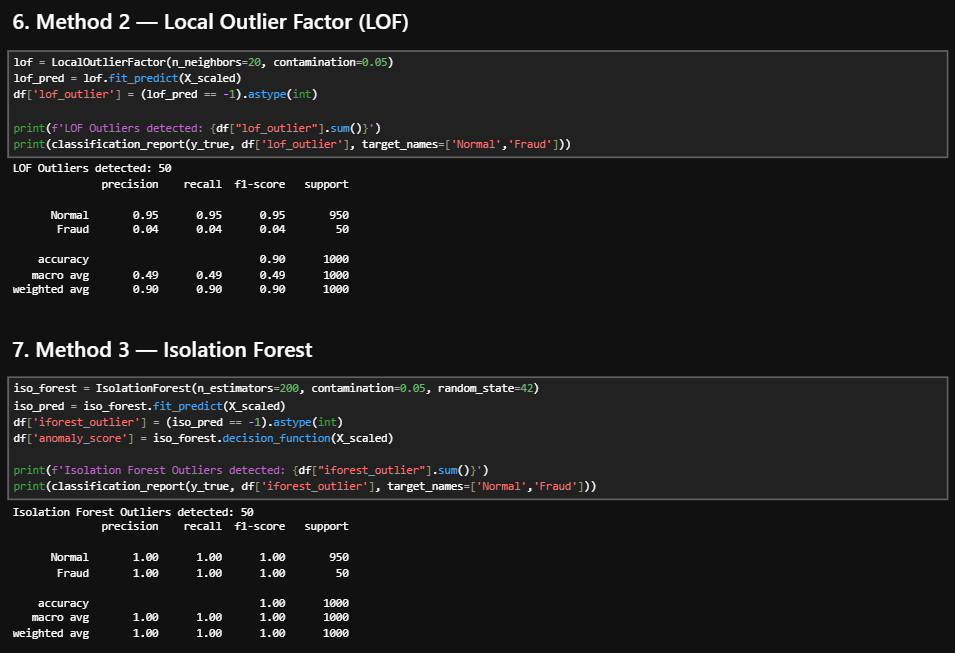 6. Method 2 — Local Outlier Factor (LOF)
lof = LocalOutlierFactor(n_neighbors=20, contamination=0.05)
lof_pred = lof.fit_predict(X_scaled)
df['lof_outlier'] = (lof_pred == -1).astype(int)
print(f'LOF Outliers detected: {df["lof_outlier"].sum()}')
print(classification_report(y_true, df['lof_outlier'], target_names=['Normal','Fraud']))
LOF Outliers detected: 50
precision recall f1-score support
Normal 0.95 0.95 0.95 950
Fraud 0.04 0.04 0.04 50
accuracy 0.90 1000
macro avg 0.49 0.49 0.49 1000
weighted avg 0.90 0.90 0.90 1000
7. Method 3 — Isolation Forest
iso_forest = IsolationForest(n_estimators=200, contamination=0.05, random_state=42)
iso_pred = iso_forest.fit_predict(X_scaled)
df['iforest_outlier'] = (iso_pred == -1).astype(int)
df['anomaly_score'] = iso_forest.decision_function(X_scaled)
print(f'Isolation Forest Outliers detected: {df["iforest_outlier"].sum()}')
print(classification_report(y_true, df['iforest_outlier'], target_names=['Normal','Fraud']))
Isolation Forest Outliers detected: 50
precision recall f1-score support
Normal 1.00 1.00 1.00 950
Fraud 1.00 1.00 1.00 50
accuracy 1.00 1000
macro avg 1.00 1.00 1.00 1000
weighted avg 1.00 1.00 1.00 1000